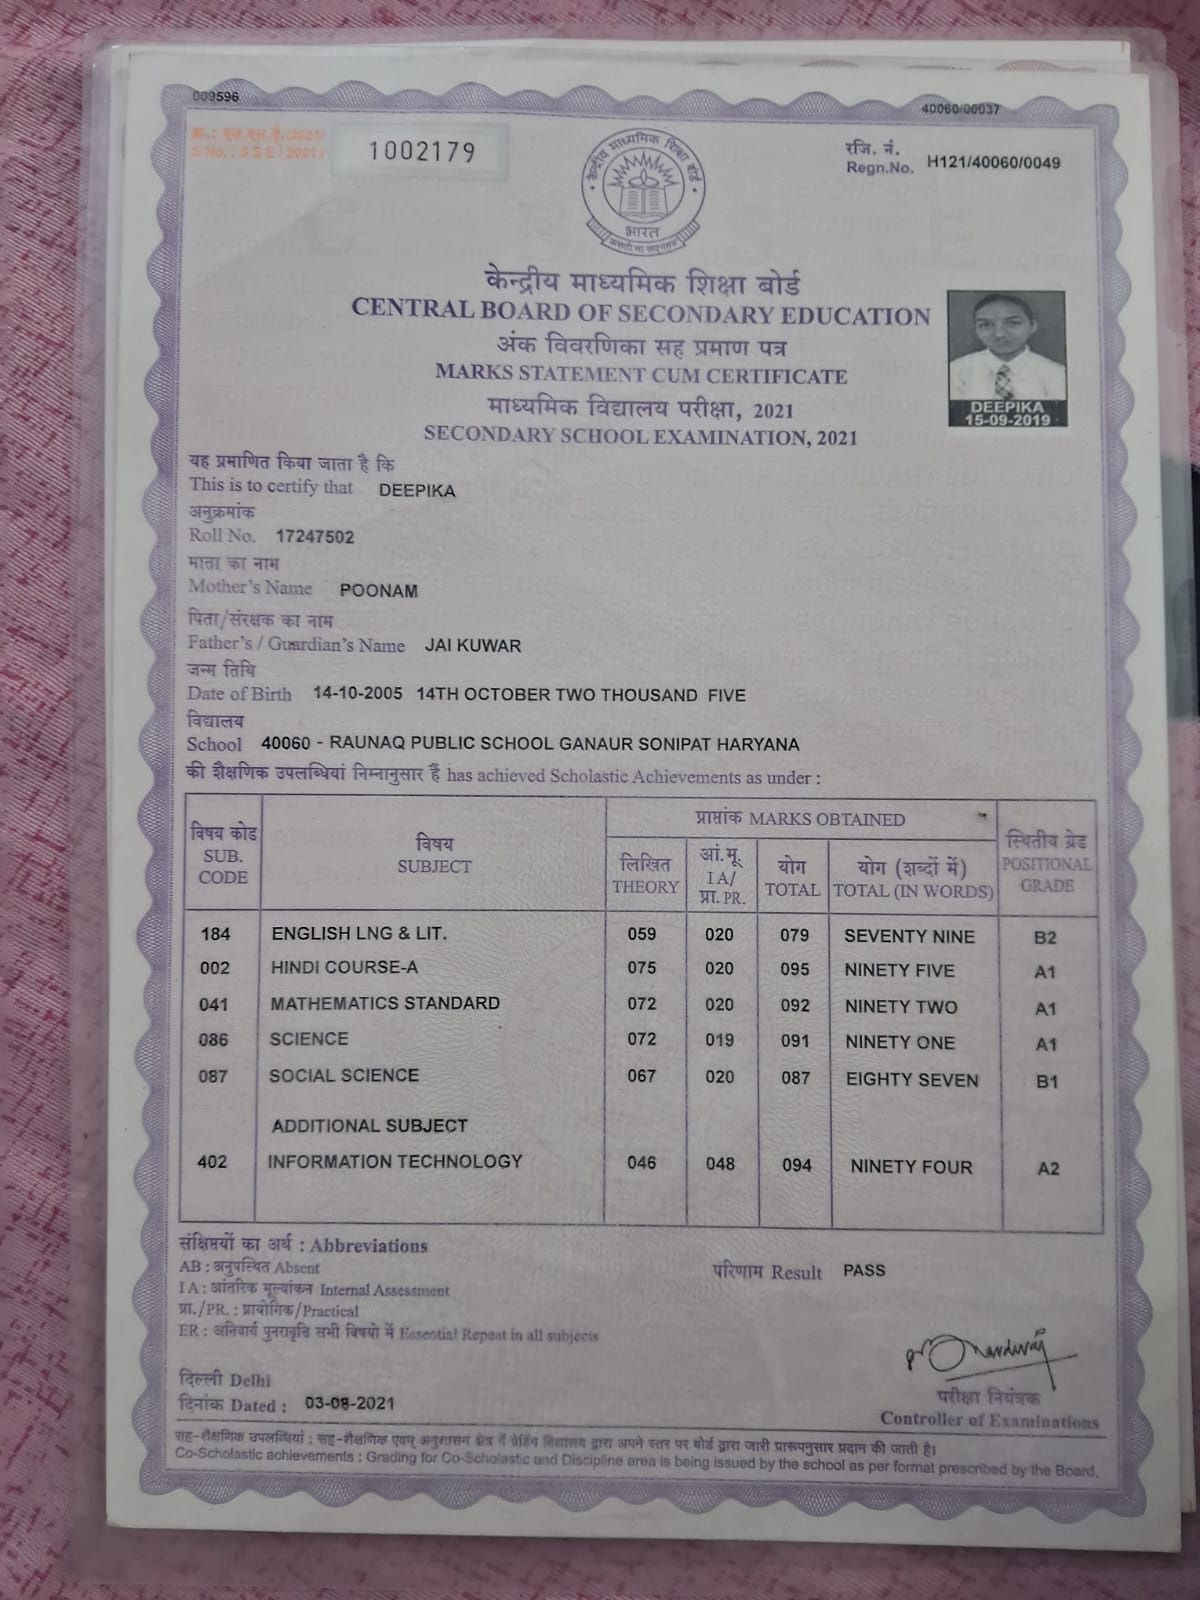 009596
40060/00037
क्र.: एस.एस.ई./2021/
S.No.: SSE/2021/
1002179
रजि. नं.
Regn.No. H121/40060/0049
केन्द्रीय माध्यमिक शिक्षा बोर्ड
भारत
असतो मा सद्गमय
केन्द्रीय माध्यमिक शिक्षा बोर्ड
CENTRAL BOARD OF SECONDARY EDUCATION
अंक विवरणिका सह प्रमाण पत्र
MARKS STATEMENT CUM CERTIFICATE
माध्यमिक विद्यालय परीक्षा, 2021
SECONDARY SCHOOL EXAMINATION, 2021
DEEPIKA
15-09-2019
यह प्रमाणित किया जाता है कि
This is to certify that DEEPIKA
अनुक्रमांक
Roll No. 17247502
माता का नाम
Mother's Name POONAM
पिता/संरक्षक का नाम
Father's / Guardian's Name JAI KUWAR
जन्म तिथि
Date of Birth 14-10-2005 14TH OCTOBER TWO THOUSAND FIVE
विद्यालय
School 40060 - RAUNAQ PUBLIC SCHOOL GANAUR SONIPAT HARYANA
की शैक्षणिक उपलब्धियां निम्नानुसार हैं has achieved Scholastic Achievements as under :
विषय कोड SUB. CODE
विषय SUBJECT
प्राप्तांक MARKS OBTAINED
लिखित THEORY
आं.मू. I A/ प्रा. PR.
योग TOTAL
योग (शब्दों में) TOTAL (IN WORDS)
स्थितीय ग्रेड POSITIONAL GRADE
184 ENGLISH LNG & LIT. 059 020 079 SEVENTY NINE B2
002 HINDI COURSE-A 075 020 095 NINETY FIVE A1
041 MATHEMATICS STANDARD 072 020 092 NINETY TWO A1
086 SCIENCE 072 019 091 NINETY ONE A1
087 SOCIAL SCIENCE 067 020 087 EIGHTY SEVEN B1
ADDITIONAL SUBJECT
402 INFORMATION TECHNOLOGY 046 048 094 NINETY FOUR A2
संक्षिप्तियों का अर्थ : Abbreviations
AB : अनुपस्थित Absent
I A : आंतरिक मूल्यांकन Internal Assessment
प्रा./PR. : प्रायोगिक/Practical
ER : अनिवार्य पुनरावृत्ति सभी विषयो में Essential Repeat in all subjects
परिणाम Result PASS
दिल्ली Delhi
दिनांक Dated : 03-08-2021
परीक्षा नियंत्रक
Controller of Examinations
सह-शैक्षणिक उपलब्धियां : सह-शैक्षणिक एवम् अनुशासन क्षेत्र में ग्रेडिंग विद्यालय द्वारा अपने स्तर पर बोर्ड द्वारा जारी प्रारूपनुसार प्रदान की जाती है।
Co-Scholastic achievements : Grading for Co-Scholastic and Discipline area is being issued by the school as per format prescribed by the Board.